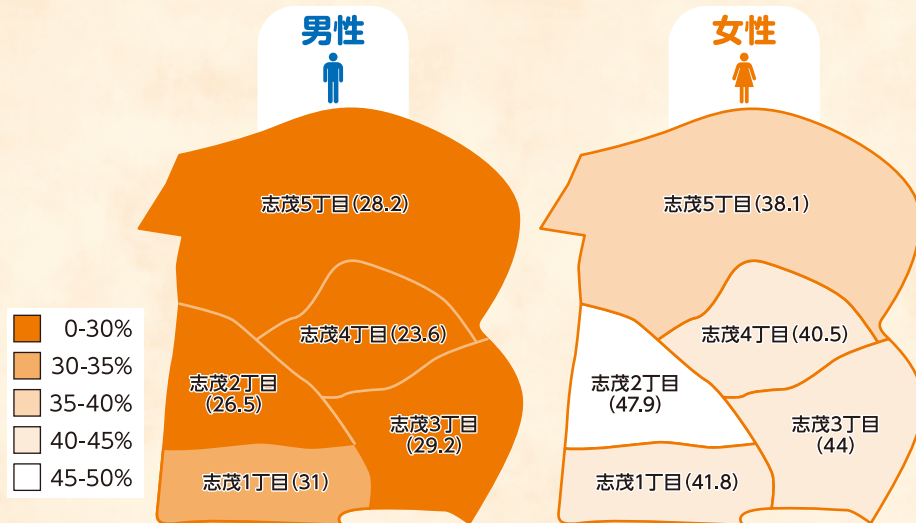 男性
女性
志茂5丁目(28.2)
志茂4丁目(23.6)
志茂2丁目
(26.5)
志茂3丁目
(29.2)
志茂1丁目(31)
志茂5丁目(38.1)
志茂4丁目(40.5)
志茂2丁目
(47.9)
志茂3丁目
(44)
志茂1丁目(41.8)
0-30%
30-35%
35-40%
40-45%
45-50%